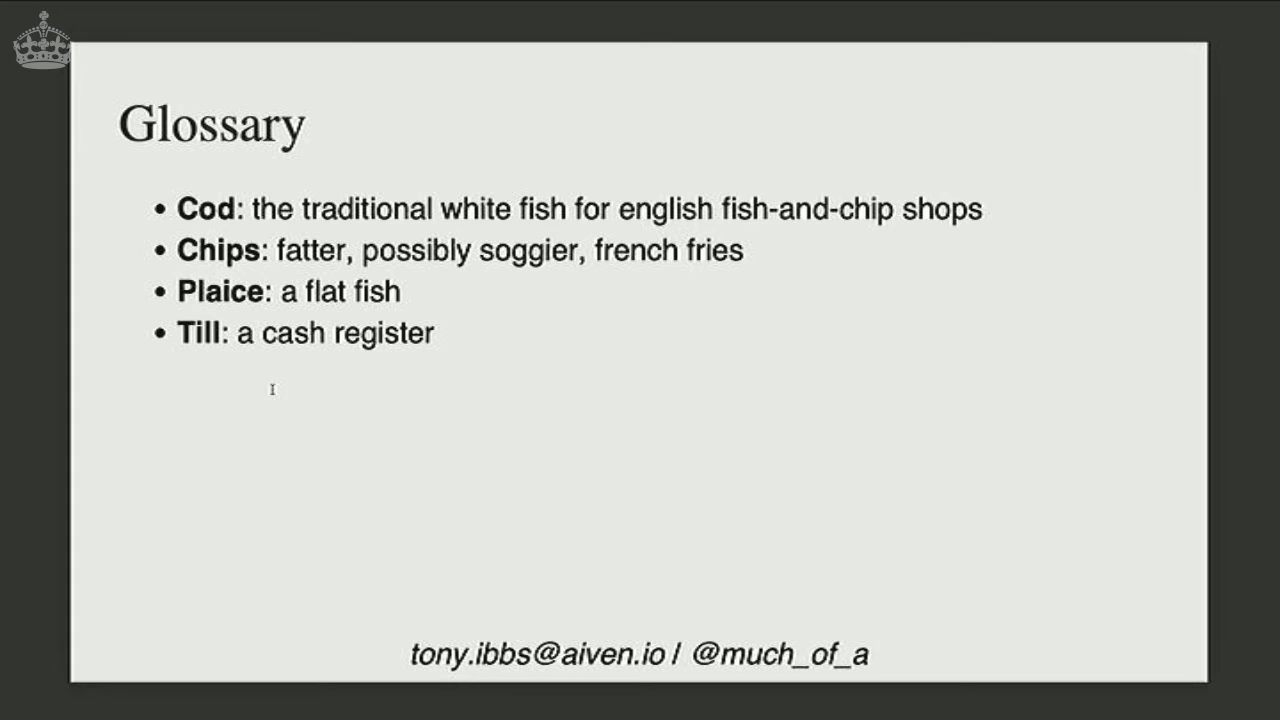 Glossary
• Cod: the traditional white fish for english fish-and-chip shops
• Chips: fatter, possibly soggier, french fries
• Plaice: a flat fish
• Till: a cash register
tony.ibbs@aiven.io / @much_of_a